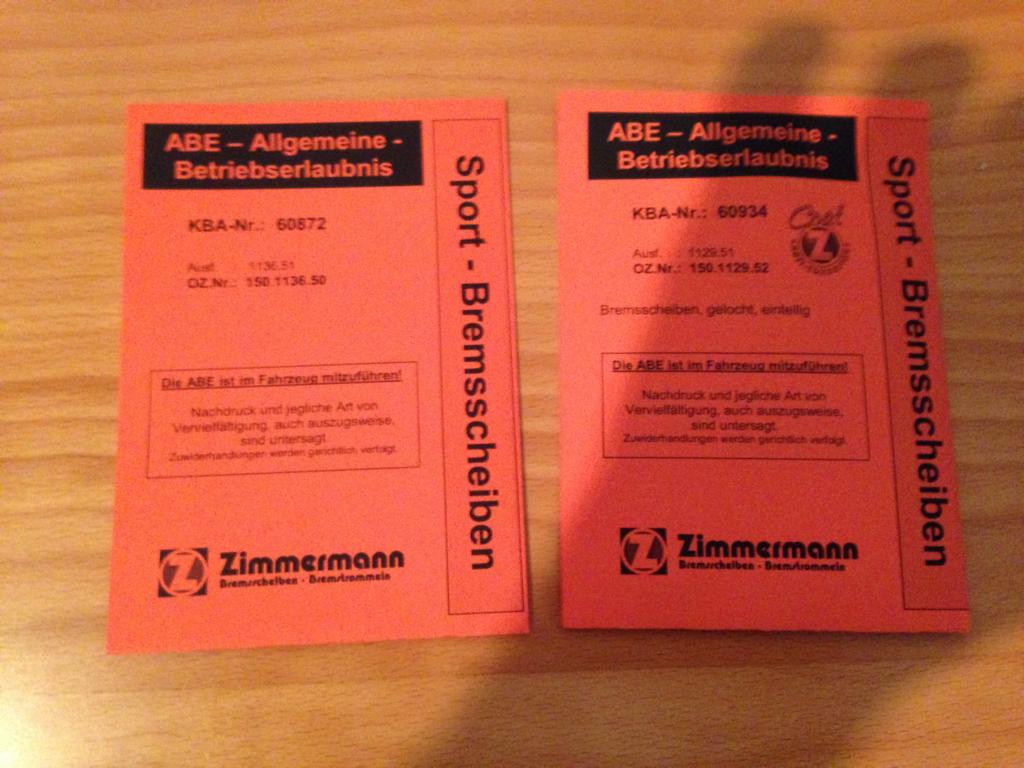 ABE – Allgemeine -
Betriebserlaubnis
KBA-Nr.: 60872
Ausf. : 1136.51
OZ.Nr.: 150.1136.50
Die ABE ist im Fahrzeug mitzuführen!
Nachdruck und jegliche Art von
Vervielfältigung, auch auszugsweise,
sind untersagt.
Zuwiderhandlungen werden gerichtlich verfolgt.
Z Zimmermann
Bremsscheiben - Bremstrommeln
Sport - Bremsscheiben
ABE – Allgemeine -
Betriebserlaubnis
KBA-Nr.: 60934
Ausf. : 1129.51
OZ.Nr.: 150.1129.52
Z
Bremsscheiben, gelocht, einteilig
Die ABE ist im Fahrzeug mitzuführen!
Nachdruck und jegliche Art von
Vervielfältigung, auch auszugsweise,
sind untersagt.
Zuwiderhandlungen werden gerichtlich verfolgt.
Z Zimmermann
Bremsscheiben - Bremstrommeln
Sport - Bremsscheiben